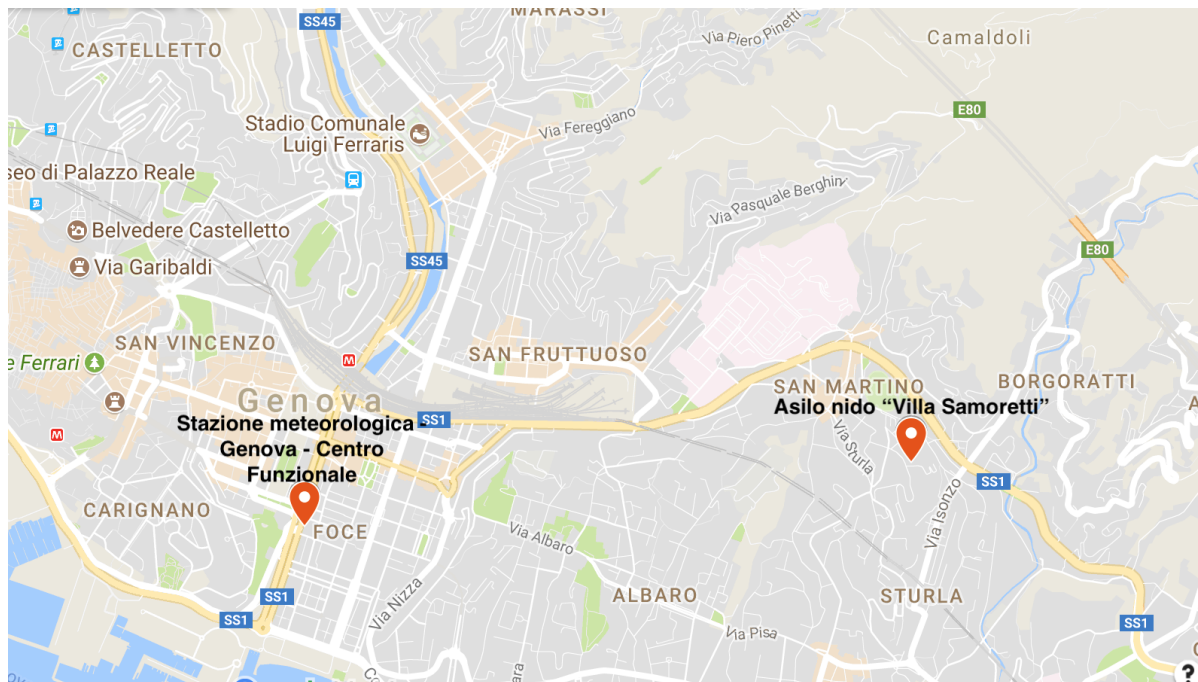 MARASSI
SS45
CASTELLETTO
Via Piero Pinetti
Camaldoli
E80
Stadio Comunale
Luigi Ferraris
Via Fereggiano
seo di Palazzo Reale
Via Pasquale Berghin
Belvedere Castelletto
E80
SS45
Via Garibaldi
SAN VINCENZO
M
SAN FRUTTUOSO
e Ferrari
SAN MARTINO
BORGORATTI
Genova
Asilo nido “Villa Samoretti”
SS1
Stazione meteorologica -
Genova - Centro
Funzionale
M
Via Sturla
SS1
CARIGNANO
FOCE
Via Albaro
Via Isonzo
Via Nizza
SS1
ALBARO
STURLA
SS1
SS1
Via Pisa
?